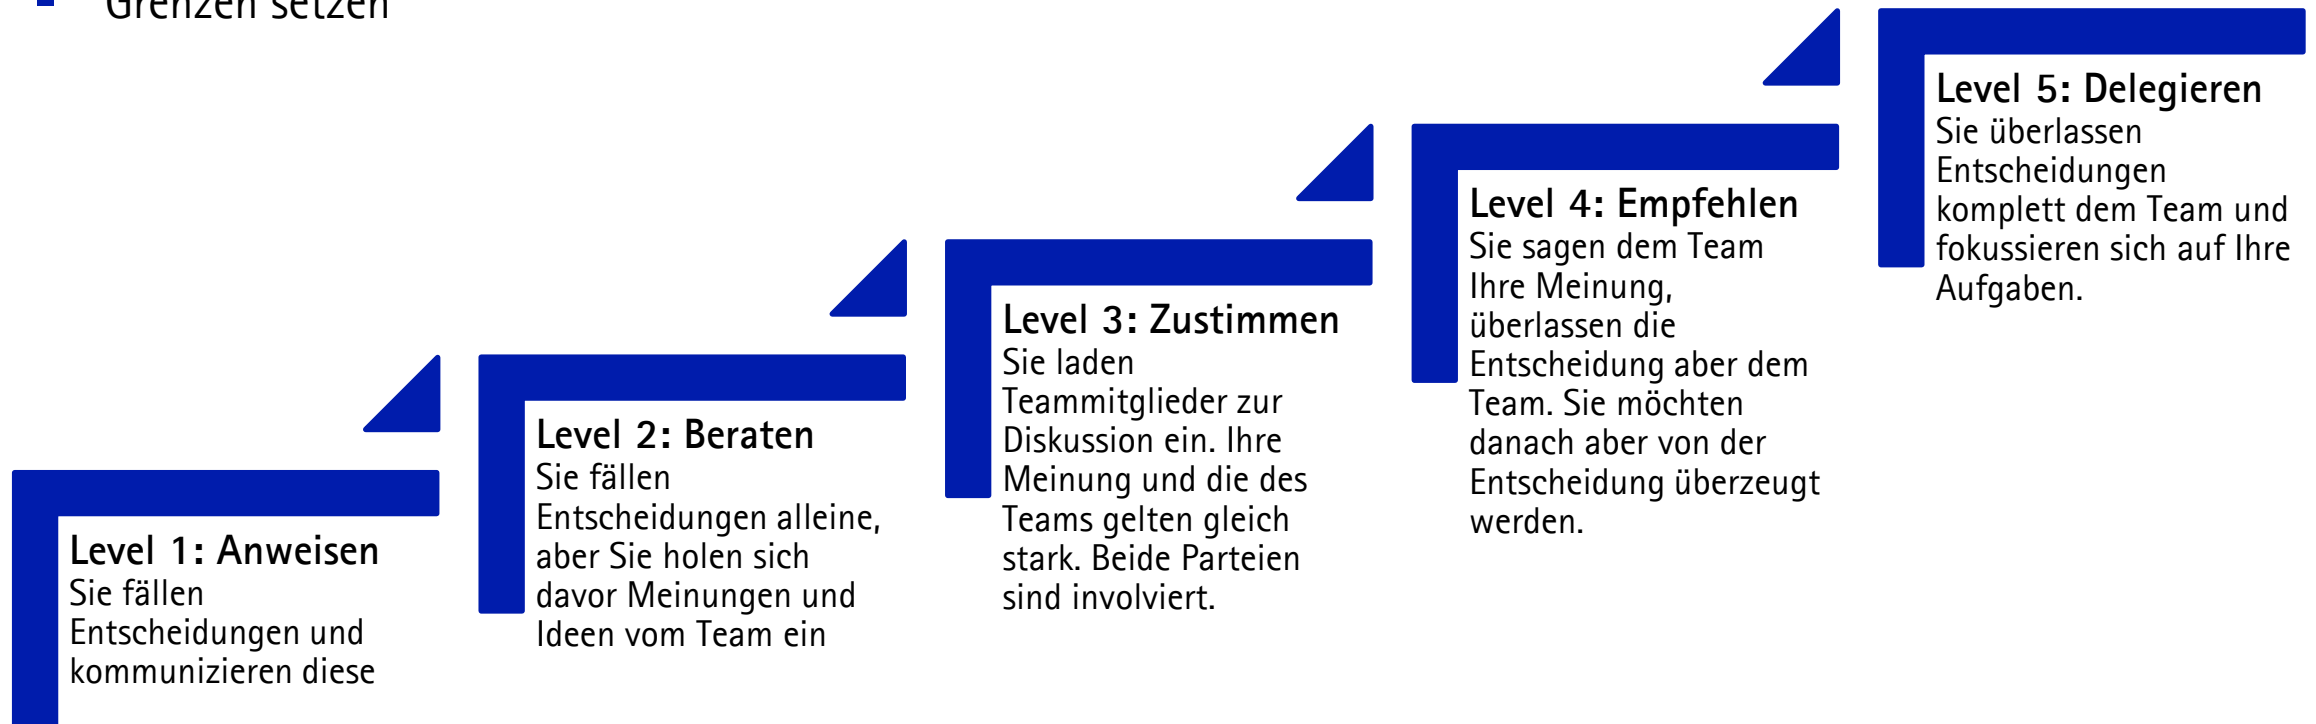 Grenzen setzen
Level 1: Anweisen
Sie fällen
Entscheidungen und
kommunizieren diese
Level 2: Beraten
Sie fällen
Entscheidungen alleine,
aber Sie holen sich
davor Meinungen und
Ideen vom Team ein
Level 3: Zustimmen
Sie laden
Teammitglieder zur
Diskussion ein. Ihre
Meinung und die des
Teams gelten gleich
stark. Beide Parteien
sind involviert.
Level 4: Empfehlen
Sie sagen dem Team
Ihre Meinung,
überlassen die
Entscheidung aber dem
Team. Sie möchten
danach aber von der
Entscheidung überzeugt
werden.
Level 5: Delegieren
Sie überlassen
Entscheidungen
komplett dem Team und
fokussieren sich auf Ihre
Aufgaben.